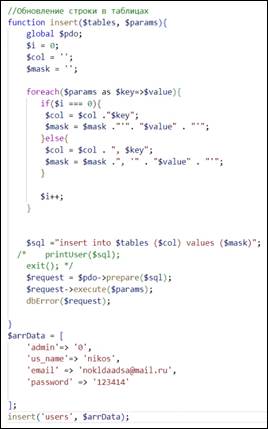 //Обновление строки в таблицах
function insert($tables, $params){
global $pdo;
$i = 0;
$col = '';
$mask = '';
foreach($params as $key=>$value){
if($i === 0){
$col = $col ."$key";
$mask = $mask ."'". "$value" . "'";
}else{
$col = $col . ", $key";
$mask = $mask .", '" . "$value" . "'";
}
$i++;
}
$sql ="insert into $tables ($col) values ($mask)";
/* printUser($sql);
exit(); */
$request = $pdo->prepare($sql);
$request->execute($params);
dbError($request);
}
$arrData = [
'admin'=> '0',
'us_name'=> 'nikos',
'email' => 'nokldaadsa@mail.ru',
'password' => '123414'
];
insert('users', $arrData);